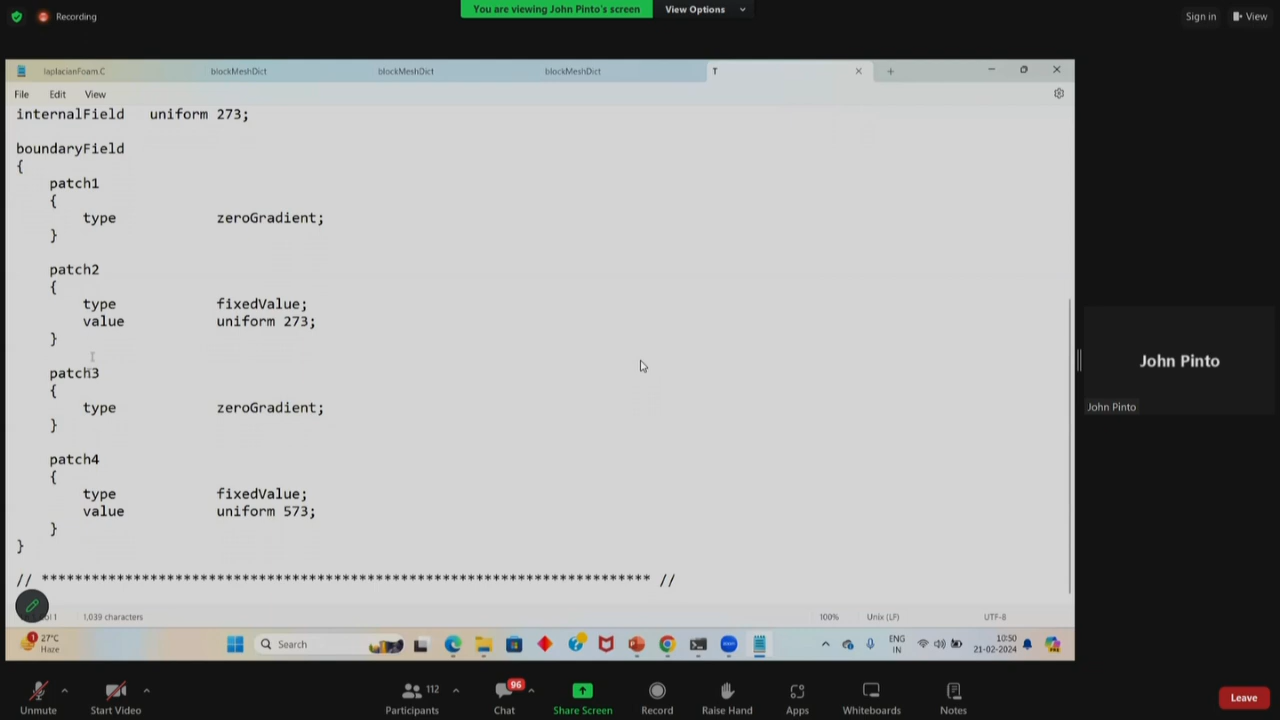 Recording
You are viewing John Pinto's screen
View Options
Sign in
View
laplacianFoam.C
blockMeshDict
blockMeshDict
blockMeshDict
T
File Edit View
internalField uniform 273;
boundaryField
{
patch1
{
type zeroGradient;
}
patch2
{
type fixedValue;
value uniform 273;
}
patch3
{
type zeroGradient;
}
patch4
{
type fixedValue;
value uniform 573;
}
}
// ************************************************************************* //
1,039 characters
100%
Unix (LF)
UTF-8
John Pinto
John Pinto
1
27°C
Haze
Search
ENG
IN
10:50
21-02-2024
Unmute
Start Video
112
Participants
96
Chat
Share Screen
Record
Raise Hand
Apps
Whiteboards
Notes
Leave